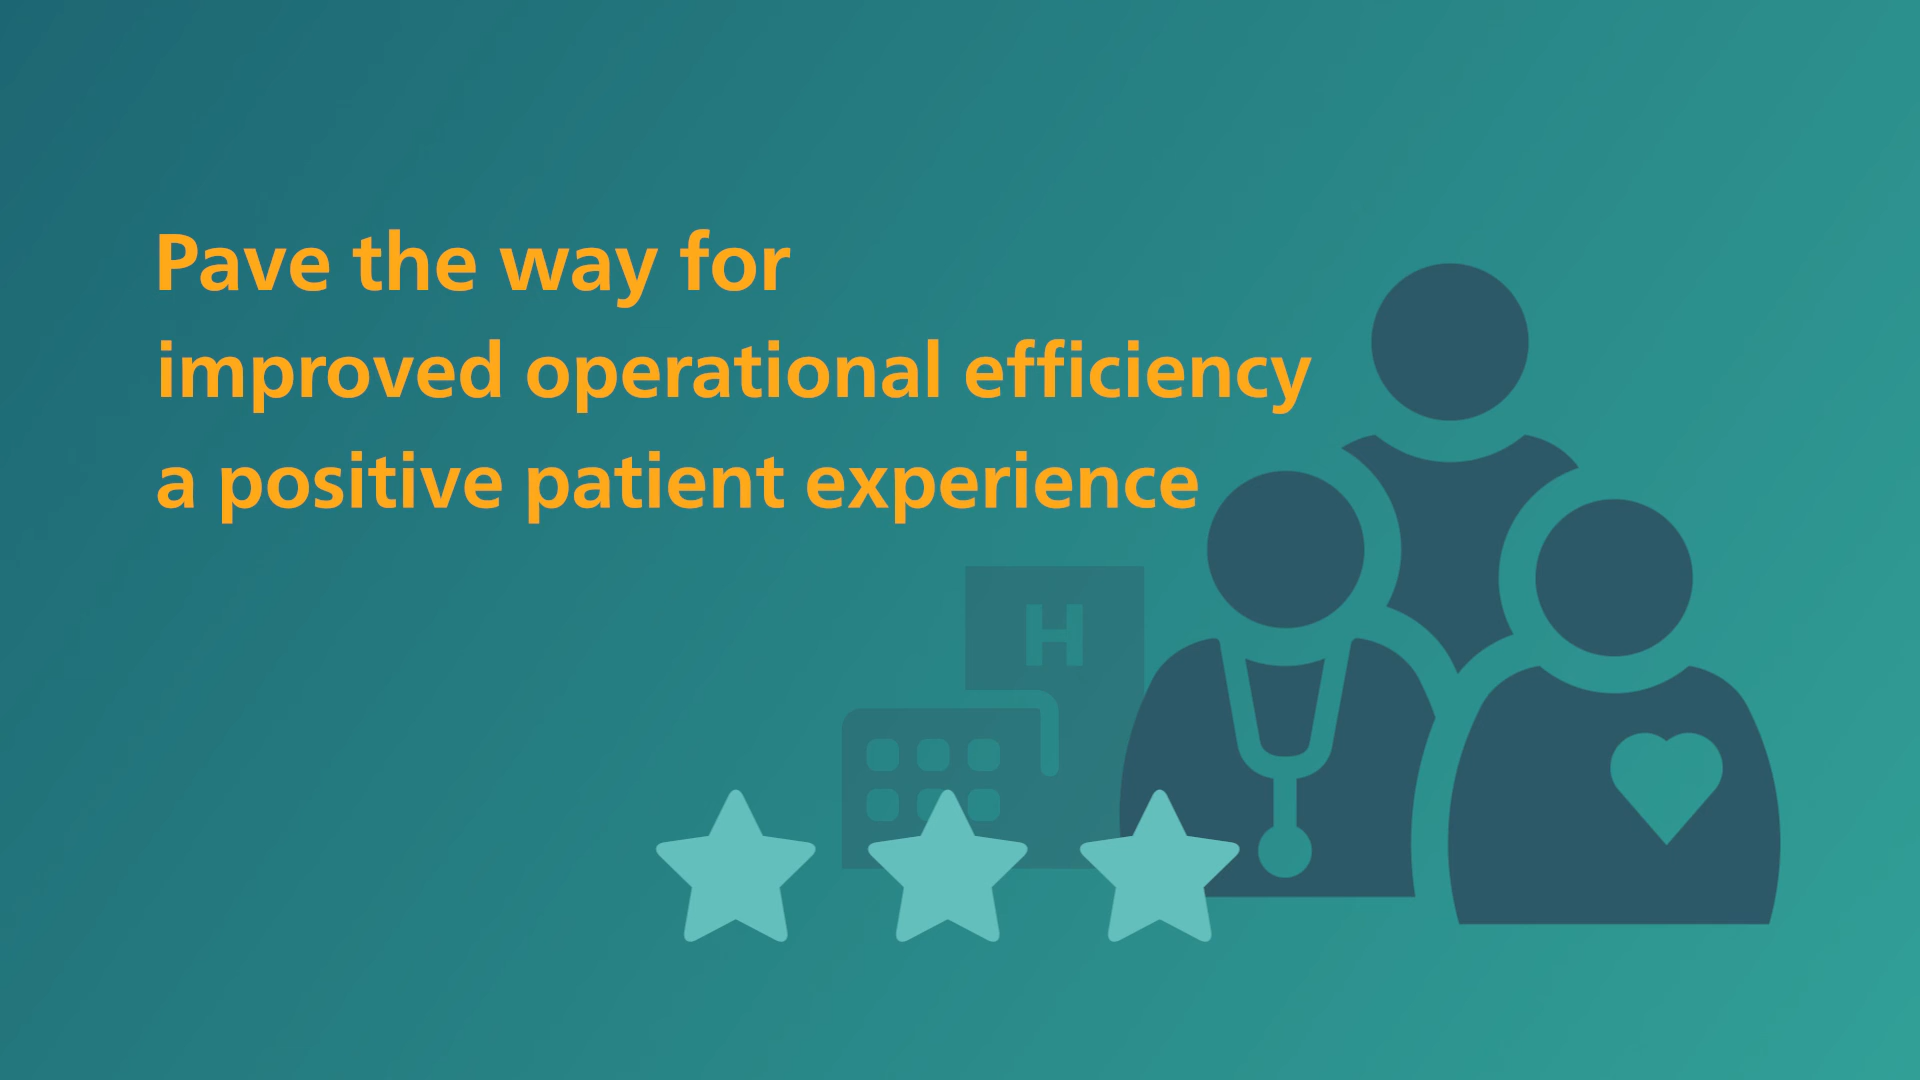 Pave the way for
improved operational efficiency
a positive patient experience
H